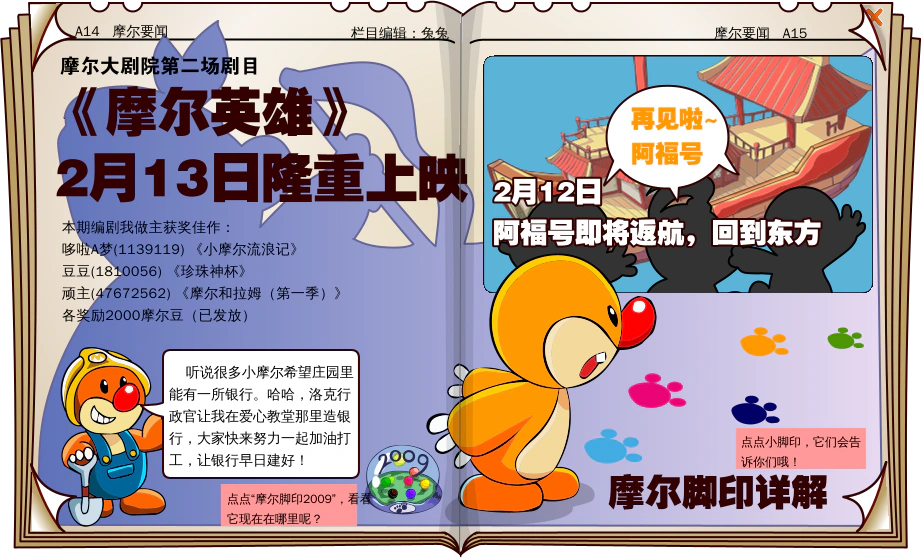 A14 摩尔要闻
栏目编辑：兔兔
摩尔大剧院第二场剧目
《摩尔英雄》
2月13日隆重上映
本期编剧我做主获奖佳作：
哆啦A梦(1139119)《小摩尔流浪记》
豆豆(1810056)《珍珠神杯》
顽主(47672562)《摩尔和拉姆（第一季）》
各奖励2000摩尔豆（已发放）
听说很多小摩尔希望庄园里
能有一所银行。哈哈，洛克行
政官让我在爱心教堂那里造银
行，大家快来努力一起加油打
工，让银行早日建好！
点点“摩尔脚印2009”，看看
它现在在哪里呢？
2009
摩尔要闻 A15
再见啦~
阿福号
2月12日
阿福号即将返航，回到东方
点点小脚印，它们会告
诉你们哦！
摩尔脚印详解